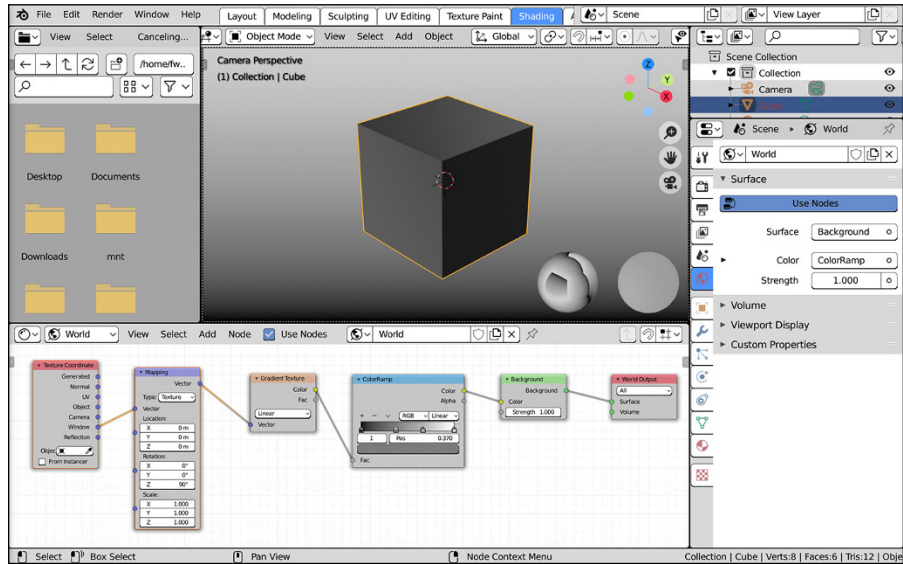 File Edit Render Window Help Layout Modeling Sculpting UV Editing Texture Paint Shading Scene View Layer
View Select Canceling... Object Mode View Select Add Object Global
/home/fw..
Camera Perspective
(1) Collection | Cube
Z
Y
X
Desktop Documents
Downloads mnt
Scene Collection
Collection
Camera
Cube
Scene World
World
Surface
Use Nodes
Surface Background
Color ColorRamp
Strength 1.000
Volume
Viewport Display
Custom Properties
World View Select Add Node Use Nodes World
Texture Coordinate
Generated
Normal
UV
Object
Camera
Window
Reflection
Objec
From Instancer
Mapping
Vector
Type: Texture
Vector
Location:
X 0 m
Y 0 m
Z 0 m
Rotation:
X 0°
Y 0°
Z 90°
Scale:
X 1.000
Y 1.000
Z 1.000
Gradient Texture
Color
Fac
Linear
Vector
ColorRamp
Color
Alpha
+ − RGB Linear
1 Pos 0.370
Fac
Background
Background
Color
Strength 1.000
World Output
All
Surface
Volume
Select Box Select Pan View Node Context Menu Collection | Cube | Verts:8 | Faces:6 | Tris:12 | Obje